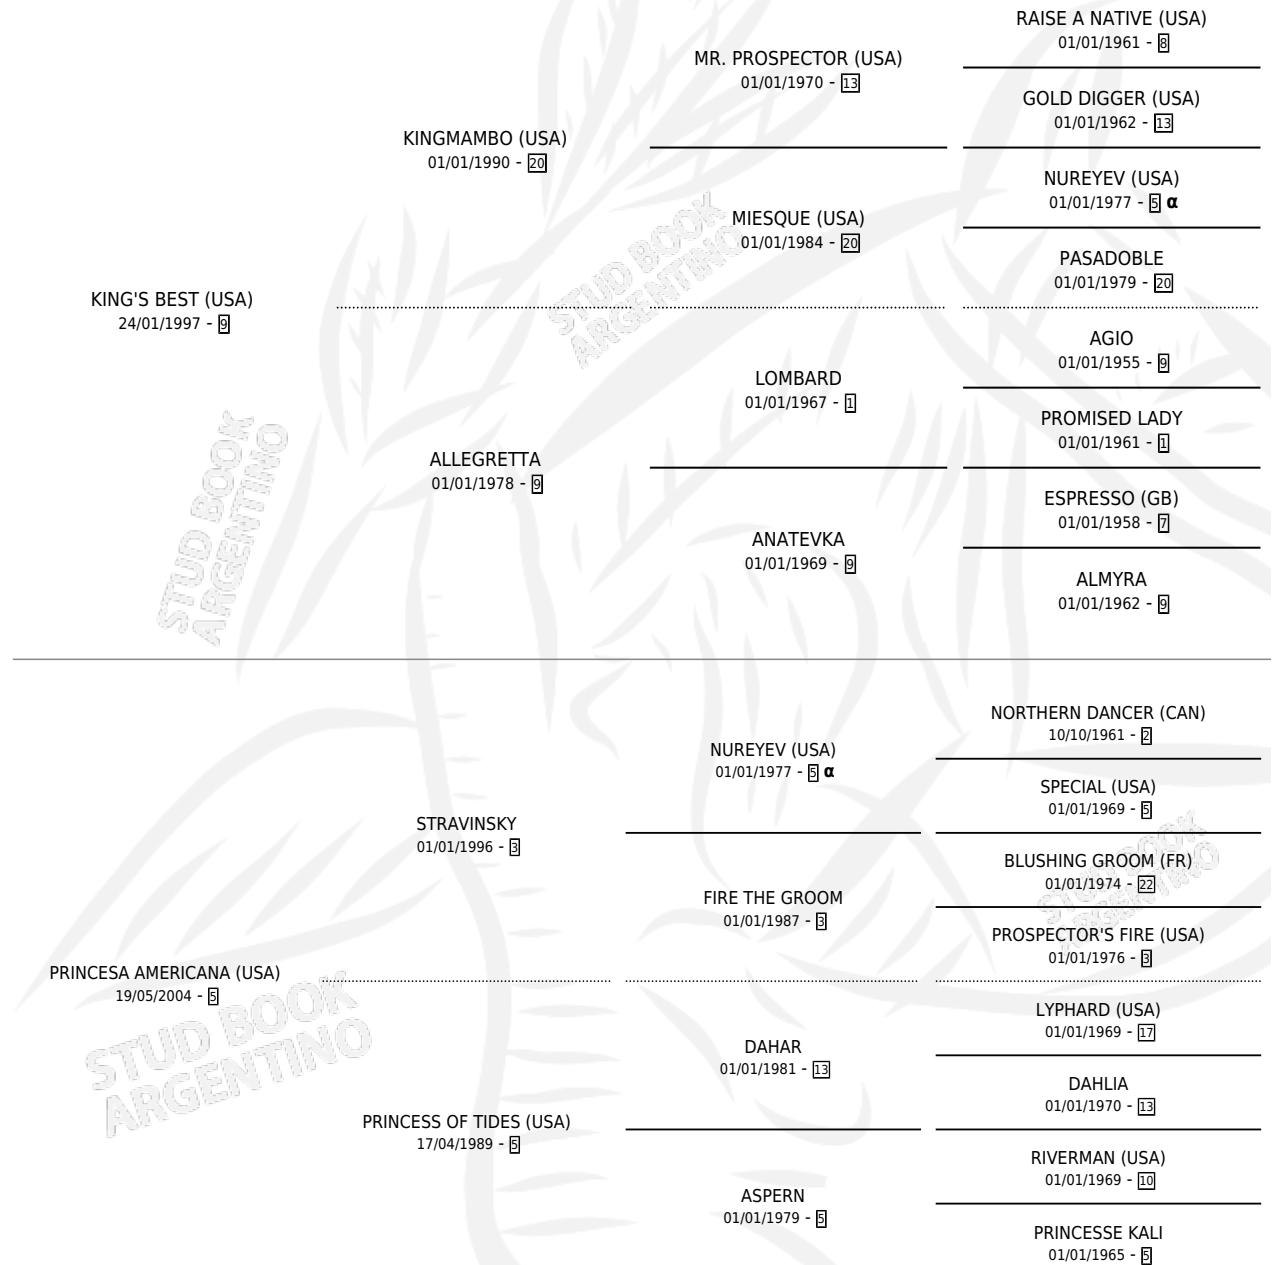 RAISE A NATIVE (USA)
01/01/1961 - 8
MR. PROSPECTOR (USA)
01/01/1970 - 13
GOLD DIGGER (USA)
01/01/1962 - 13
KINGMAMBO (USA)
01/01/1990 - 20
NUREYEV (USA)
01/01/1977 - 5 α
MIESQUE (USA)
01/01/1984 - 20
PASADOBLE
01/01/1979 - 20
KING'S BEST (USA)
24/01/1997 - 9
AGIO
01/01/1955 - 9
LOMBARD
01/01/1967 - 1
PROMISED LADY
01/01/1961 - 1
ALLEGRETTA
01/01/1978 - 9
ESPRESSO (GB)
01/01/1958 - 7
ANATEVKA
01/01/1969 - 9
ALMYRA
01/01/1962 - 9
NORTHERN DANCER (CAN)
10/10/1961 - 2
NUREYEV (USA)
01/01/1977 - 5 α
SPECIAL (USA)
01/01/1969 - 5
STRAVINSKY
01/01/1996 - 3
BLUSHING GROOM (FR)
01/01/1974 - 22
FIRE THE GROOM
01/01/1987 - 3
PROSPECTOR'S FIRE (USA)
01/01/1976 - 3
PRINCESA AMERICANA (USA)
19/05/2004 - 5
LYPHARD (USA)
01/01/1969 - 17
DAHAR
01/01/1981 - 13
DAHLIA
01/01/1970 - 13
PRINCESS OF TIDES (USA)
17/04/1989 - 5
RIVERMAN (USA)
01/01/1969 - 10
ASPERN
01/01/1979 - 5
PRINCESSE KALI
01/01/1965 - 5
STUD BOOK
ARGENTINO
STUD BOOK
ARGENTINO
STUD BOOK
ARGENTINO
STUD BOOK
ARGENTINO